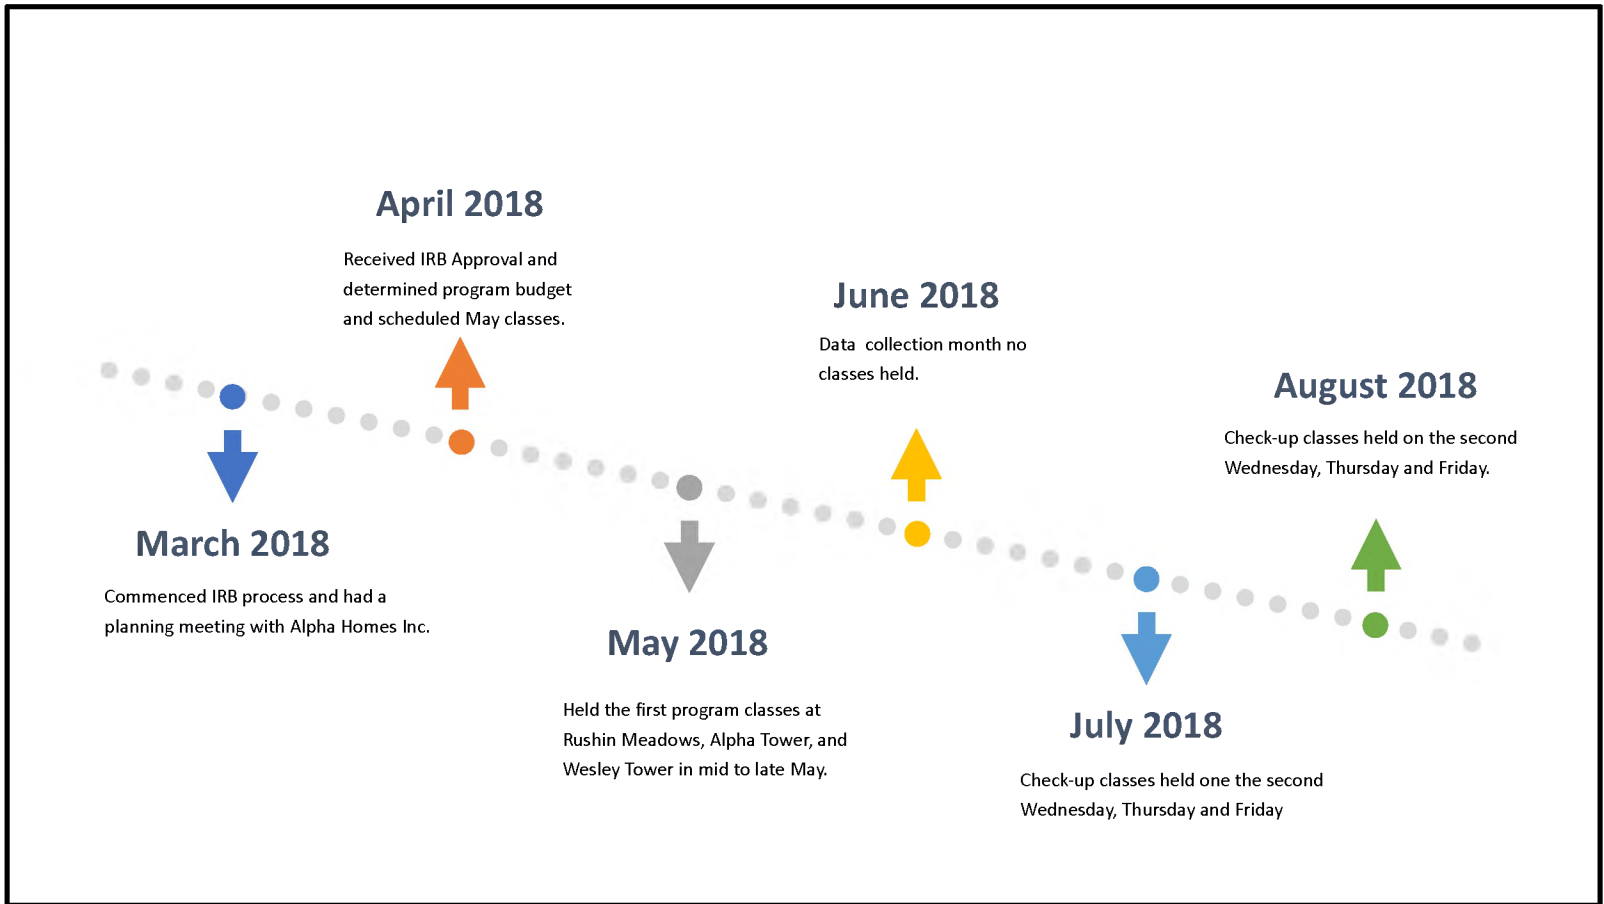 April 2018
Received IRB Approval and
determined program budget
and scheduled May classes.
June 2018
Data  collection month no
classes held.
August 2018
Check-up classes held on the second
Wednesday, Thursday and Friday.
March 2018
Commenced IRB process and had a
planning meeting with Alpha Homes Inc.
May 2018
Held the first program classes at
Rushin Meadows, Alpha Tower, and
Wesley Tower in mid to late May.
July 2018
Check-up classes held one the second
Wednesday, Thursday and Friday